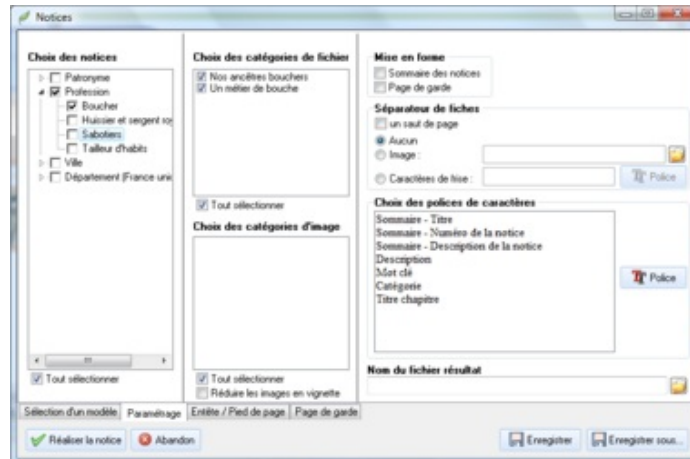 Notices
Choix des notices
Patronyme
Profession
Boucher
Huissier et sergent roy
Sabotiers
Tailleur d'habits
Ville
Département (France uni
Tout sélectionner
Choix des catégories de fichier
Nos ancêtres bouchers
Un métier de bouche
Tout sélectionner
Choix des catégories d'image
Tout sélectionner
Réduire les images en vignette
Mise en forme
Sommaire des notices
Page de garde
Séparateur de fiches
un saut de page
Aucun
Image :
Caractères de frise :
Police
Choix des polices de caractères
Sommaire - Titre
Sommaire - Numéro de la notice
Sommaire - Description de la notice
Description
Mot clé
Catégorie
Titre chapitre
Police
Nom du fichier résultat
Sélection d'un modèle Paramétrage Entête / Pied de page Page de garde
Réaliser la notice Abandon Enregistrer Enregistrer sous...